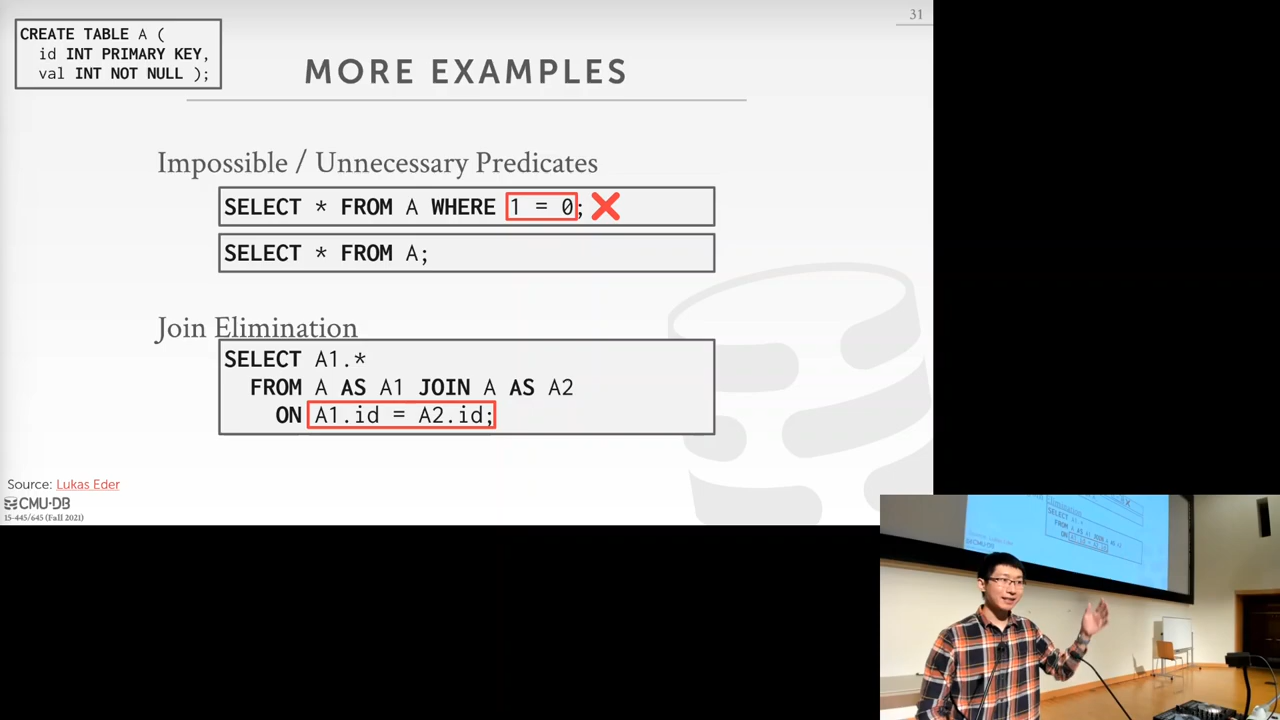 31
CREATE TABLE A (
id INT PRIMARY KEY,
val INT NOT NULL );
MORE EXAMPLES
Impossible / Unnecessary Predicates
SELECT * FROM A WHERE 1 = 0;
SELECT * FROM A;
Join Elimination
SELECT A1.*
FROM A AS A1 JOIN A AS A2
ON A1.id = A2.id;
Source: Lukas Eder
CMU·DB
15-445/645 (Fall 2021)